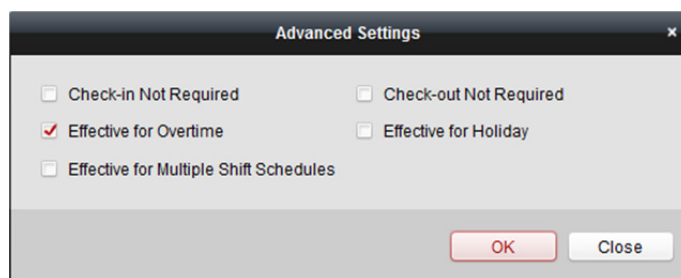 Advanced Settings
Check-in Not Required
Check-out Not Required
Effective for Overtime
Effective for Holiday
Effective for Multiple Shift Schedules
OK
Close